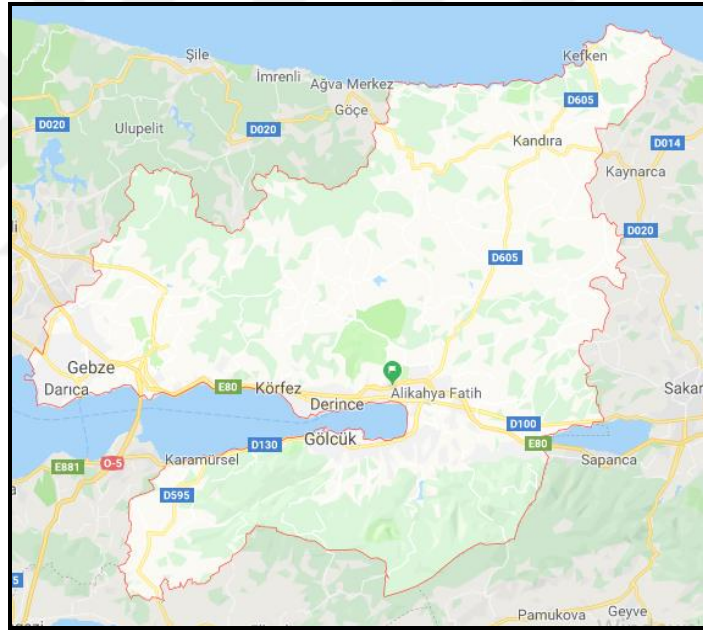 Şile
Kefken
İmrenli
Ağva Merkez
Göçe
D605
D020
Ulupelit
D020
Kandıra
D014
Kaynarca
D020
D605
Gebze
Darıca
E80
Körfez
Alikahya Fatih
Derince
Gölcük
D100
E80
D130
Karamürsel
E881
O-5
Sapanca
D595
Pamukova
Geyve